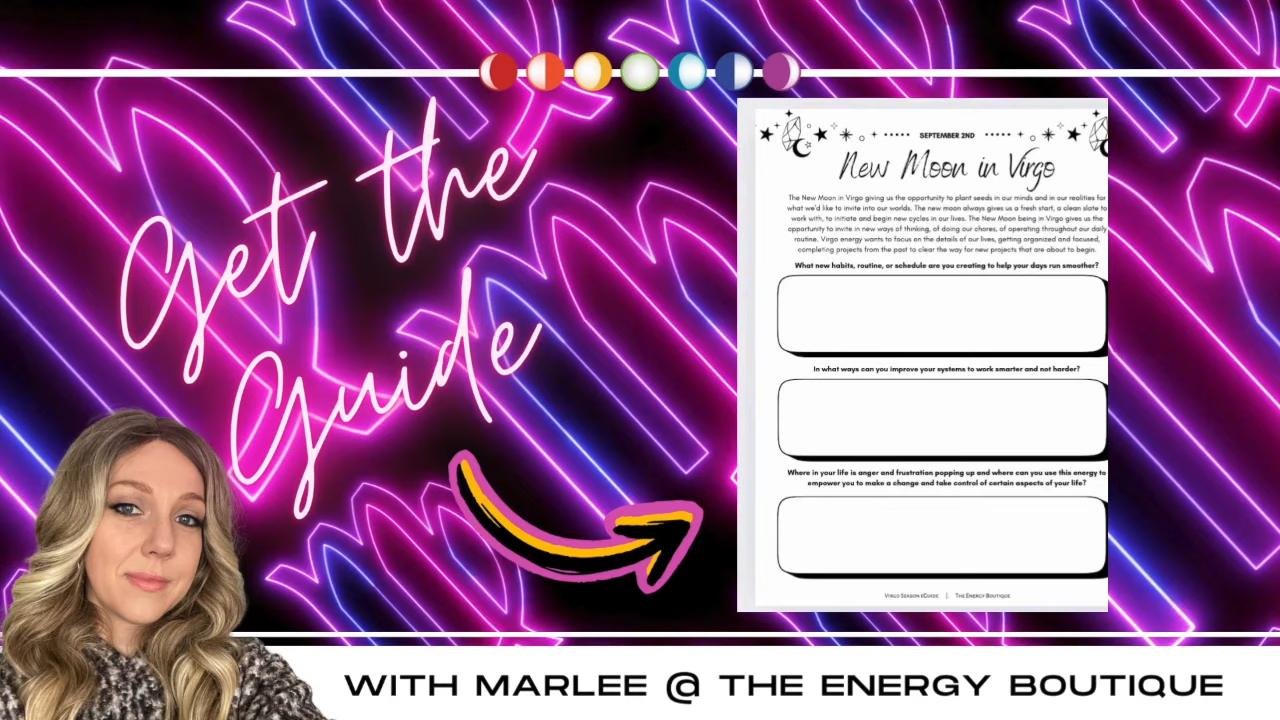 Get the
Guide
SEPTEMBER 2ND
New Moon in Virgo
The New Moon in Virgo giving us the opportunity to plant seeds in our minds and in our realities for
what we'd like to invite into our worlds. The new moon always gives us a fresh start, a clean slate to
work with, to initiate and begin new cycles in our lives. The New Moon being in Virgo gives us the
opportunity to invite in new ways of thinking, of doing our chores, of operating throughout our daily
routine. Virgo energy wants to focus on the details of our lives, getting organized and focused,
completing projects from the past to clear the way for new projects that are about to begin.
What new habits, routine, or schedule are you creating to help your days run smoother?
In what ways can you improve your systems to work smarter and not harder?
Where in your life is anger and frustration popping up and where can you use this energy to
empower you to make a change and take control of certain aspects of your life?
Virgo Season eGuide | The Energy Boutique
WITH MARLEE @ THE ENERGY BOUTIQUE